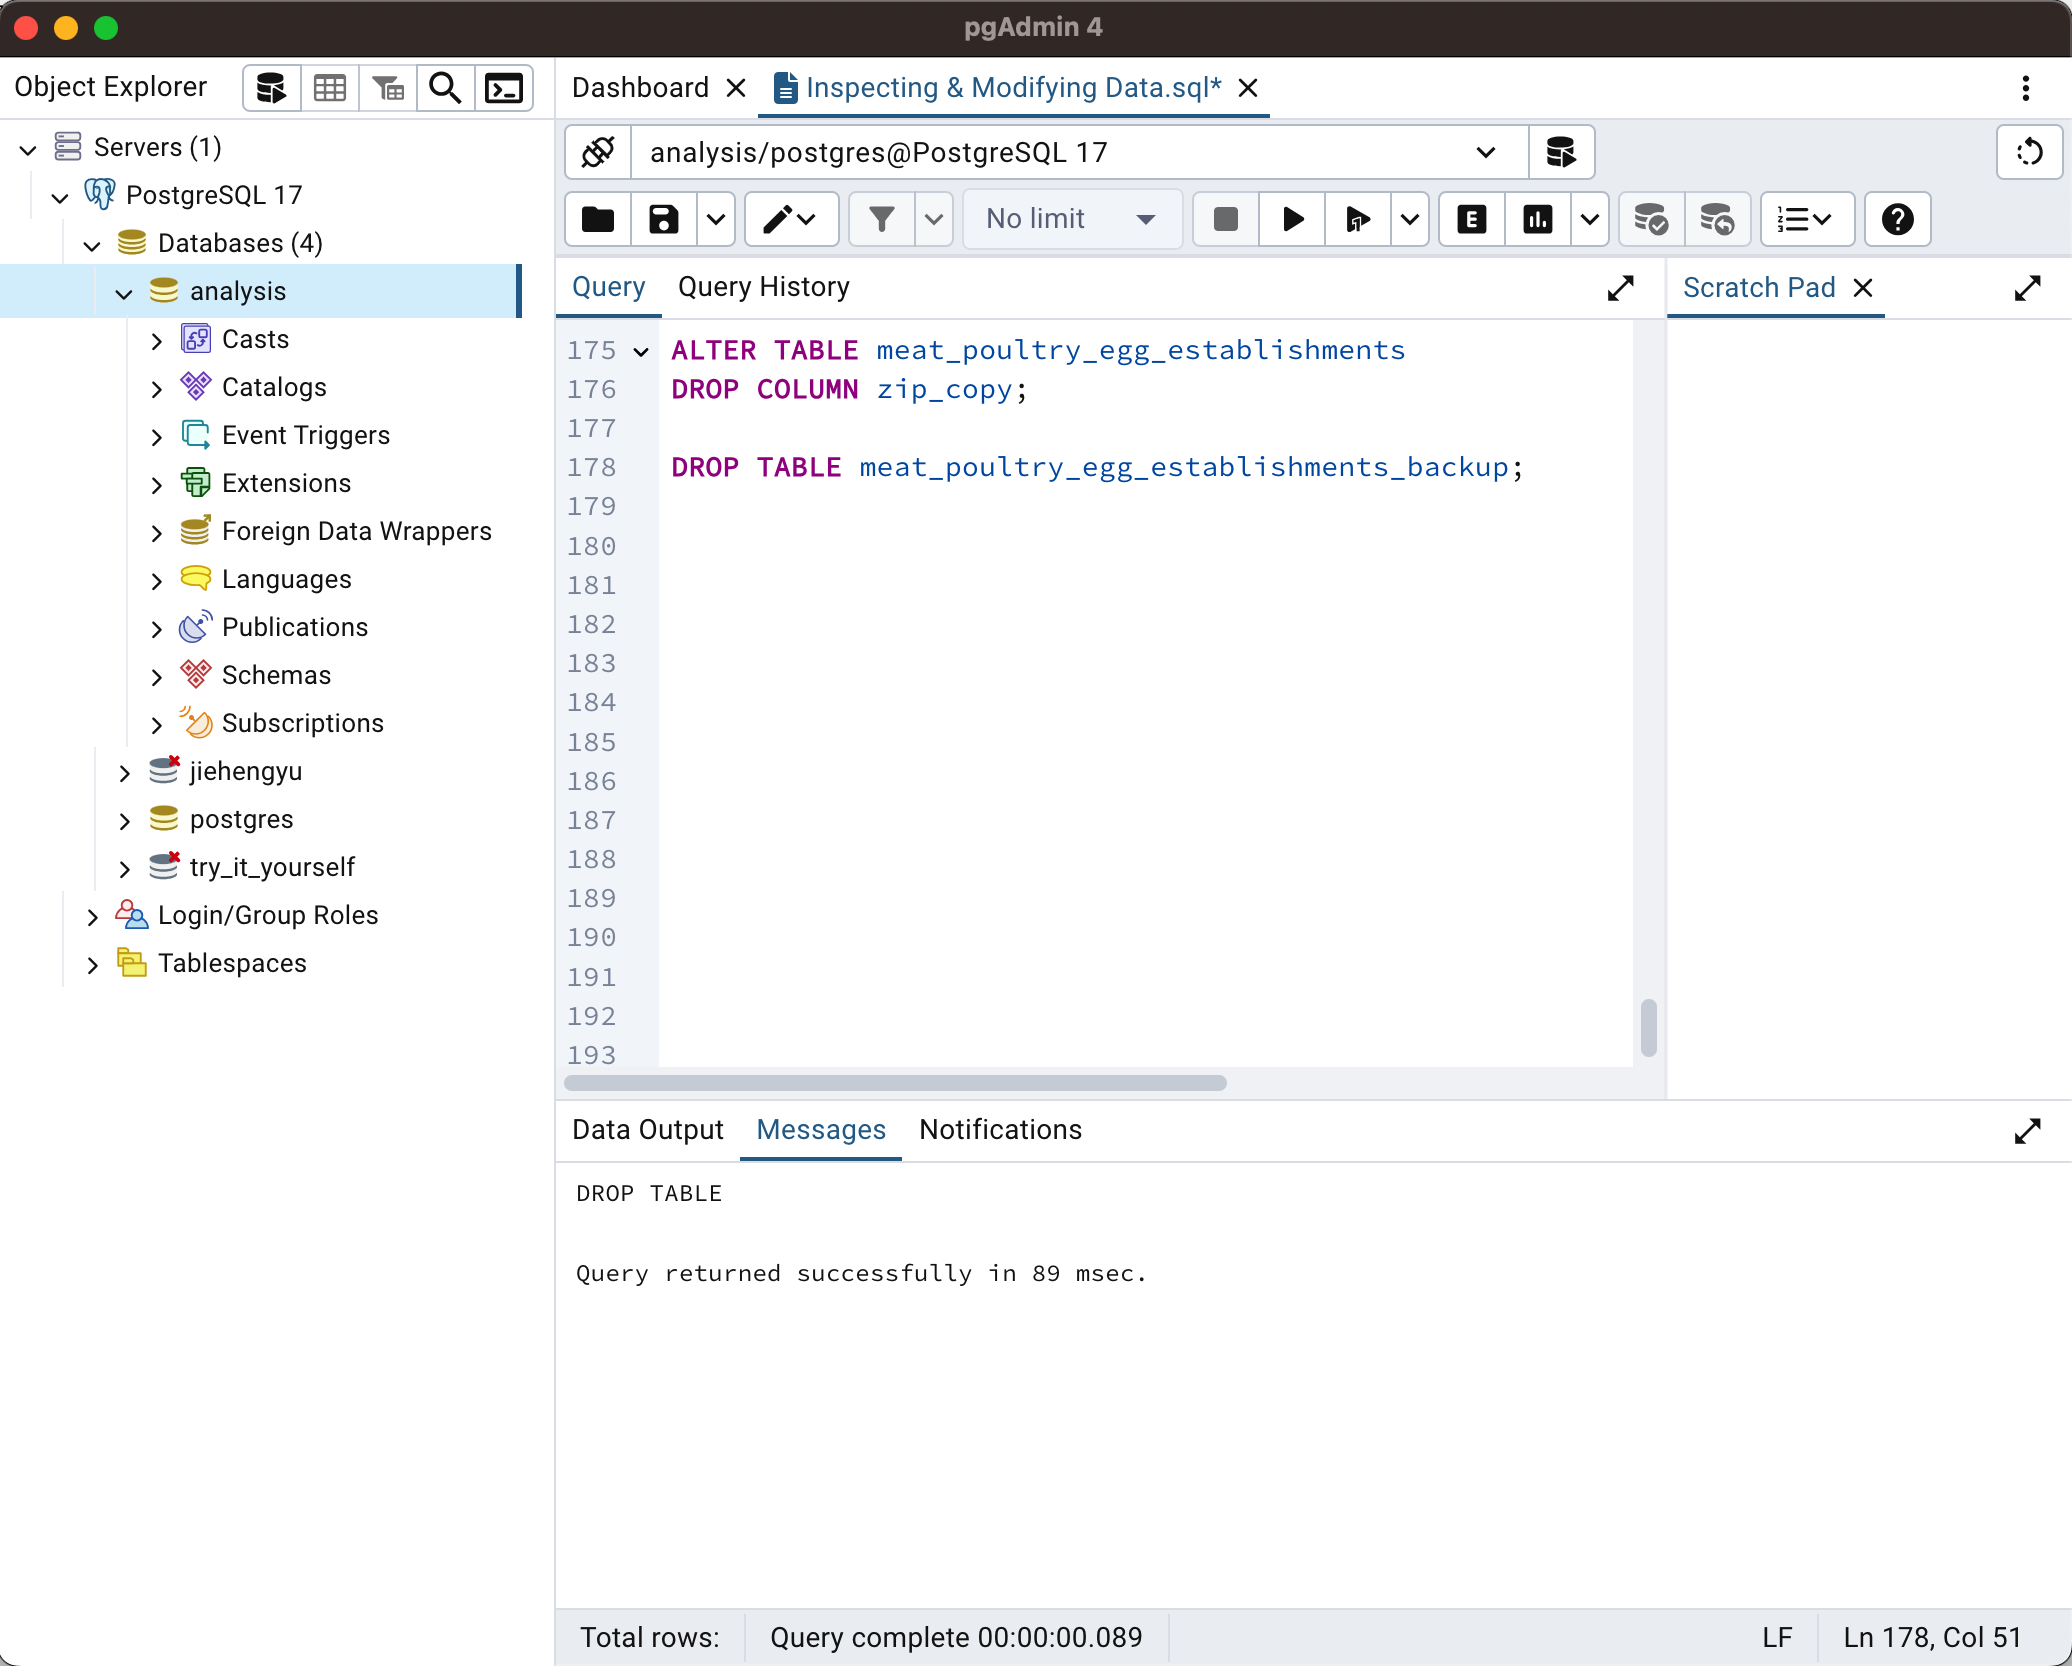 pgAdmin 4
Object Explorer
Servers (1)
PostgreSQL 17
Databases (4)
analysis
Casts
Catalogs
Event Triggers
Extensions
Foreign Data Wrappers
Languages
Publications
Schemas
Subscriptions
jiehengyu
postgres
try_it_yourself
Login/Group Roles
Tablespaces
Dashboard
Inspecting & Modifying Data.sql*
analysis/postgres@PostgreSQL 17
No limit
E
Query
Query History
Scratch Pad
175 ALTER TABLE meat_poultry_egg_establishments
176 DROP COLUMN zip_copy;
177
178 DROP TABLE meat_poultry_egg_establishments_backup;
179
180
181
182
183
184
185
186
187
188
189
190
191
192
193
Data Output
Messages
Notifications
DROP TABLE
Query returned successfully in 89 msec.
Total rows:
Query complete 00:00:00.089
LF
Ln 178, Col 51